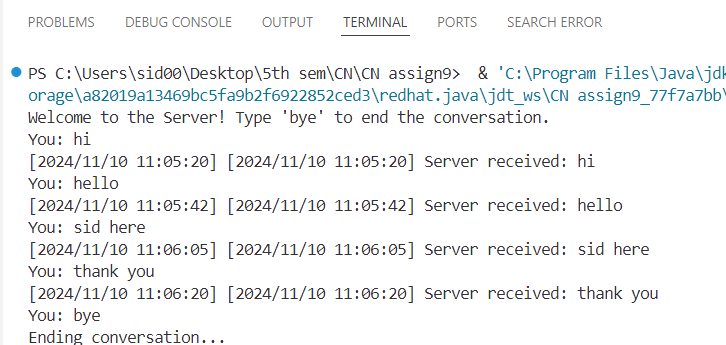 PROBLEMS DEBUG CONSOLE OUTPUT TERMINAL PORTS SEARCH ERROR
PS C:\Users\sid00\Desktop\5th sem\CN\CN assign9>  & 'C:\Program Files\Java\jdk
orage\a82019a13469bc5fa9b2f6922852ced3\redhat.java\jdt_ws\CN assign9_77f7a7bb\
Welcome to the Server! Type 'bye' to end the conversation.
You: hi
[2024/11/10 11:05:20] [2024/11/10 11:05:20] Server received: hi
You: hello
[2024/11/10 11:05:42] [2024/11/10 11:05:42] Server received: hello
You: sid here
[2024/11/10 11:06:05] [2024/11/10 11:06:05] Server received: sid here
You: thank you
[2024/11/10 11:06:20] [2024/11/10 11:06:20] Server received: thank you
You: bye
Ending conversation...